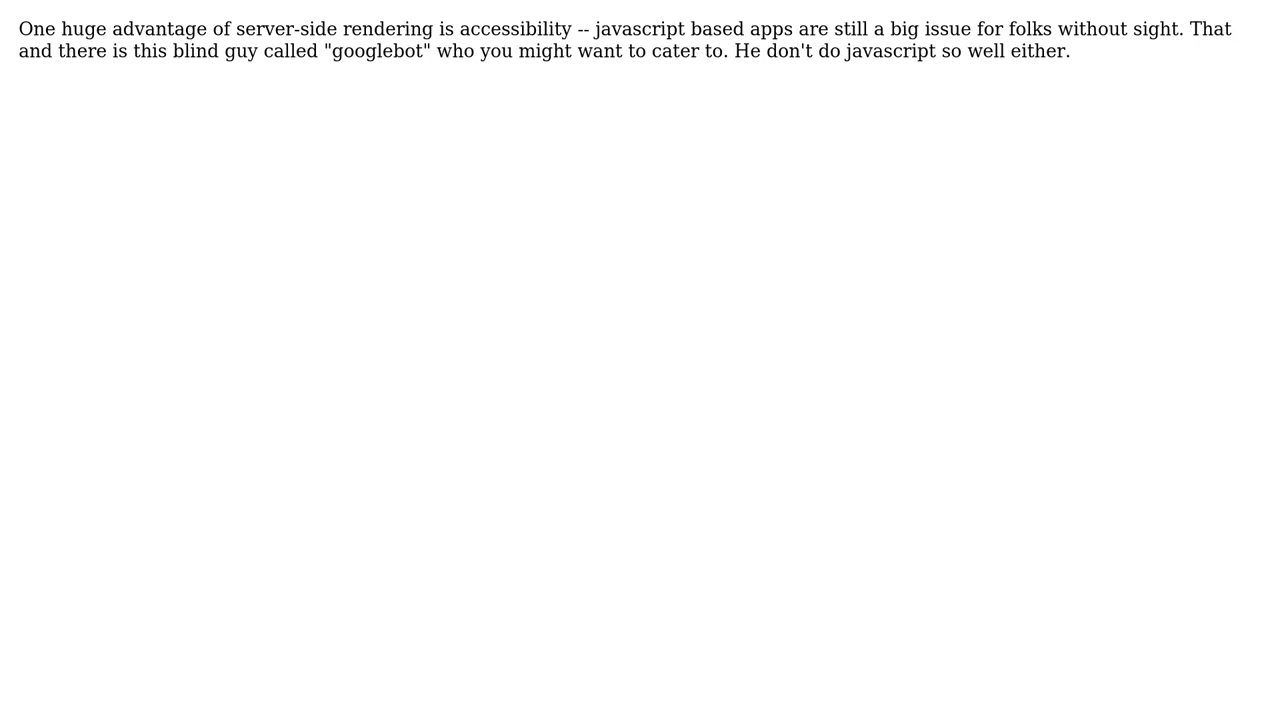 One huge advantage of server-side rendering is accessibility -- javascript based apps are still a big issue for folks without sight. That
and there is this blind guy called "googlebot" who you might want to cater to. He don't do javascript so well either.